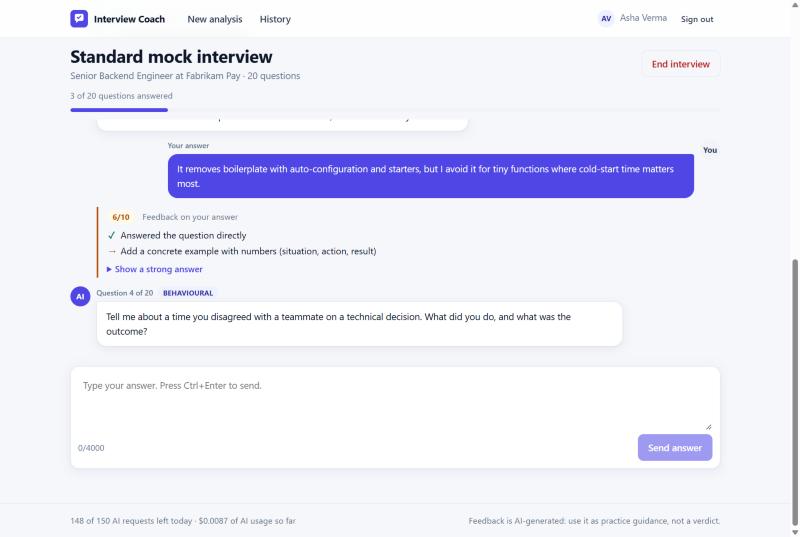 Interview Coach
New analysis
History
AV
Asha Verma
Sign out
Standard mock interview
Senior Backend Engineer at Fabrikam Pay · 20 questions
End interview
3 of 20 questions answered
Your answer
You
It removes boilerplate with auto-configuration and starters, but I avoid it for tiny functions where cold-start time matters
most.
6/10 Feedback on your answer
✓ Answered the question directly
→ Add a concrete example with numbers (situation, action, result)
▶ Show a strong answer
AI
Question 4 of 20 BEHAVIOURAL
Tell me about a time you disagreed with a teammate on a technical decision. What did you do, and what was the
outcome?
Type your answer. Press Ctrl+Enter to send.
0/4000
Send answer
148 of 150 AI requests left today · $0.0087 of AI usage so far
Feedback is AI-generated: use it as practice guidance, not a verdict.